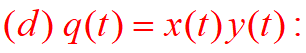 (d) q(t) = x(t)y(t) :